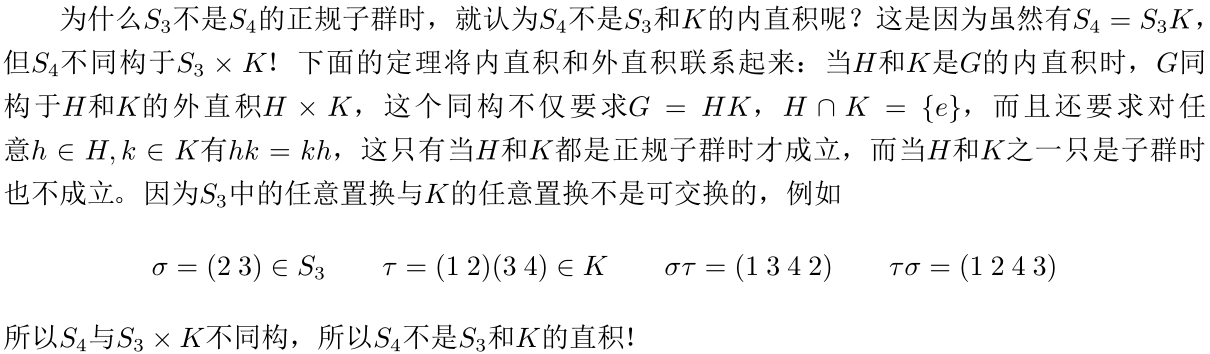 为什么S₃不是S₄的正规子群时，就认为S₄不是S₃和K的内直积呢？这是因为虽然有S₄ = S₃K，
但S₄不同构于S₃ × K！下面的定理将内直积和外直积联系起来：当H和K是G的内直积时，G同
构于H和K的外直积H × K，这个同构不仅要求G = HK，H ∩ K = {e}，而且还要求对任
意h ∈ H, k ∈ K有hk = kh，这只有当H和K都是正规子群时才成立，而当H和K之一只是子群时
也不成立。因为S₃中的任意置换与K的任意置换不是可交换的，例如
σ = (2 3) ∈ S₃ τ = (1 2)(3 4) ∈ K στ = (1 3 4 2) τσ = (1 2 4 3)
所以S₄与S₃ × K不同构，所以S₄不是S₃和K的直积！